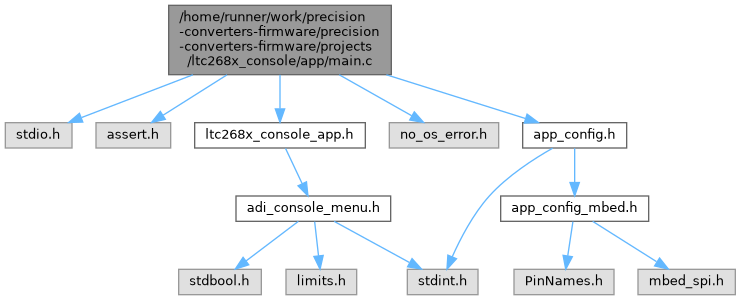 /home/runner/work/precision
-converters-firmware/precision
-converters-firmware/projects
/ltc268x_console/app/main.c
stdio.h
assert.h
ltc268x_console_app.h
no_os_error.h
app_config.h
adi_console_menu.h
app_config_mbed.h
stdbool.h
limits.h
stdint.h
PinNames.h
mbed_spi.h